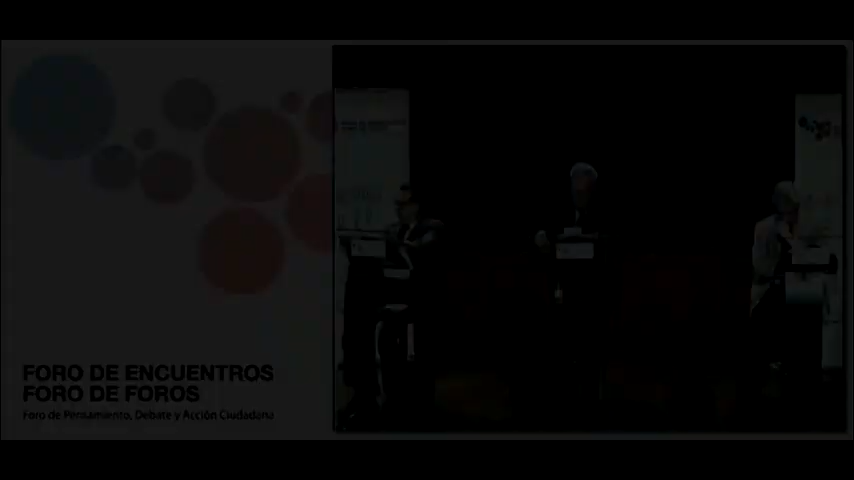 FORO DE ENCUENTROS
FORO DE FOROS
Foro de Pensamiento, Debate y Acción Ciudadana